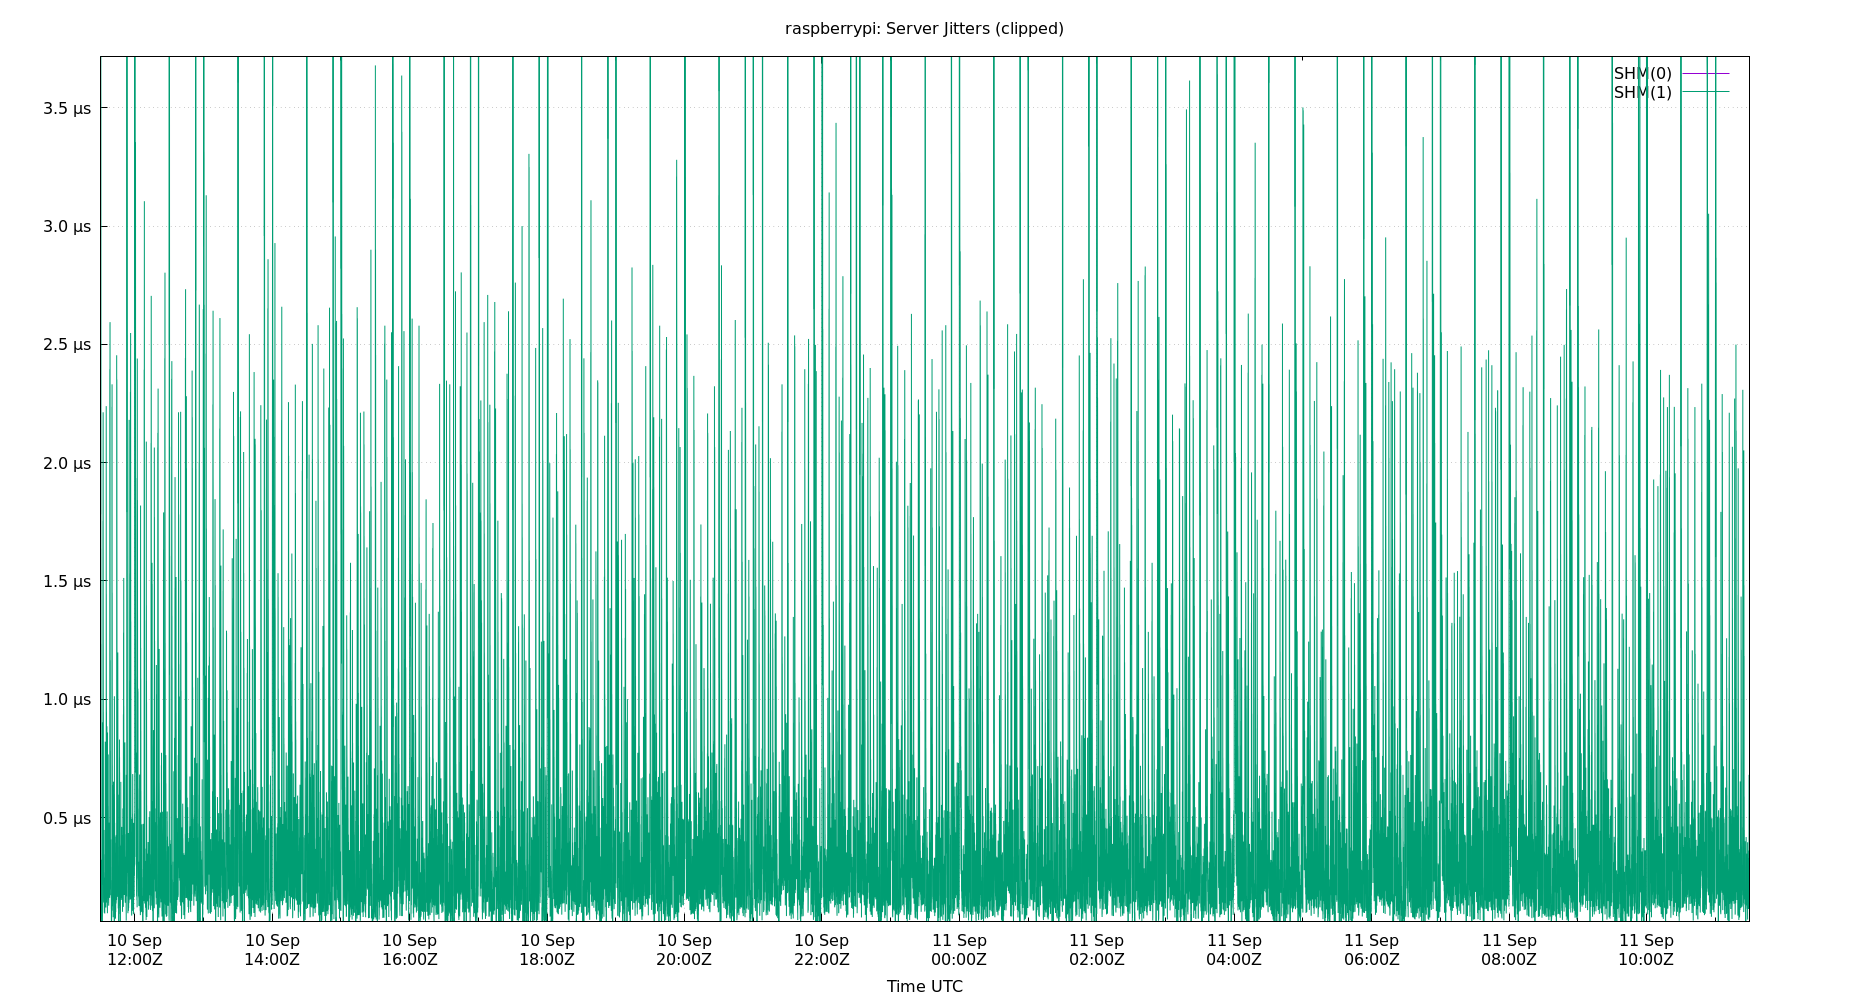 raspberrypi: Server Jitters (clipped)
SHM(0)
SHM(1)
3.5 μs
3.0 μs
2.5 μs
2.0 μs
1.5 μs
1.0 μs
0.5 μs
10 Sep 10 Sep 10 Sep 10 Sep 10 Sep 10 Sep 11 Sep 11 Sep 11 Sep 11 Sep 11 Sep 11 Sep
12:00Z 14:00Z 16:00Z 18:00Z 20:00Z 22:00Z 00:00Z 02:00Z 04:00Z 06:00Z 08:00Z 10:00Z
Time UTC